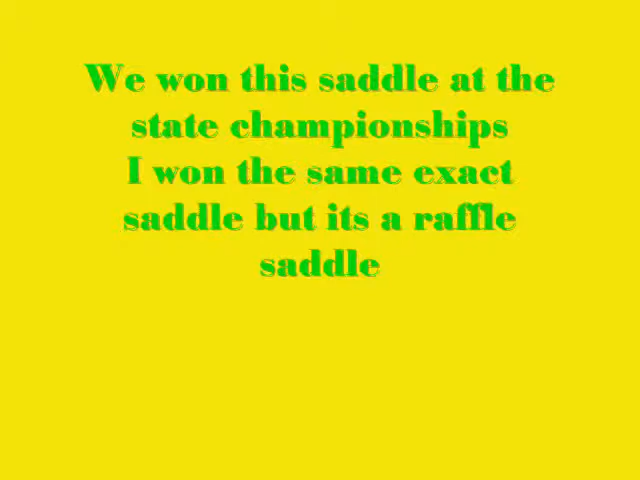 We won this saddle at the
state championships
I won the same exact
saddle but its a raffle
saddle